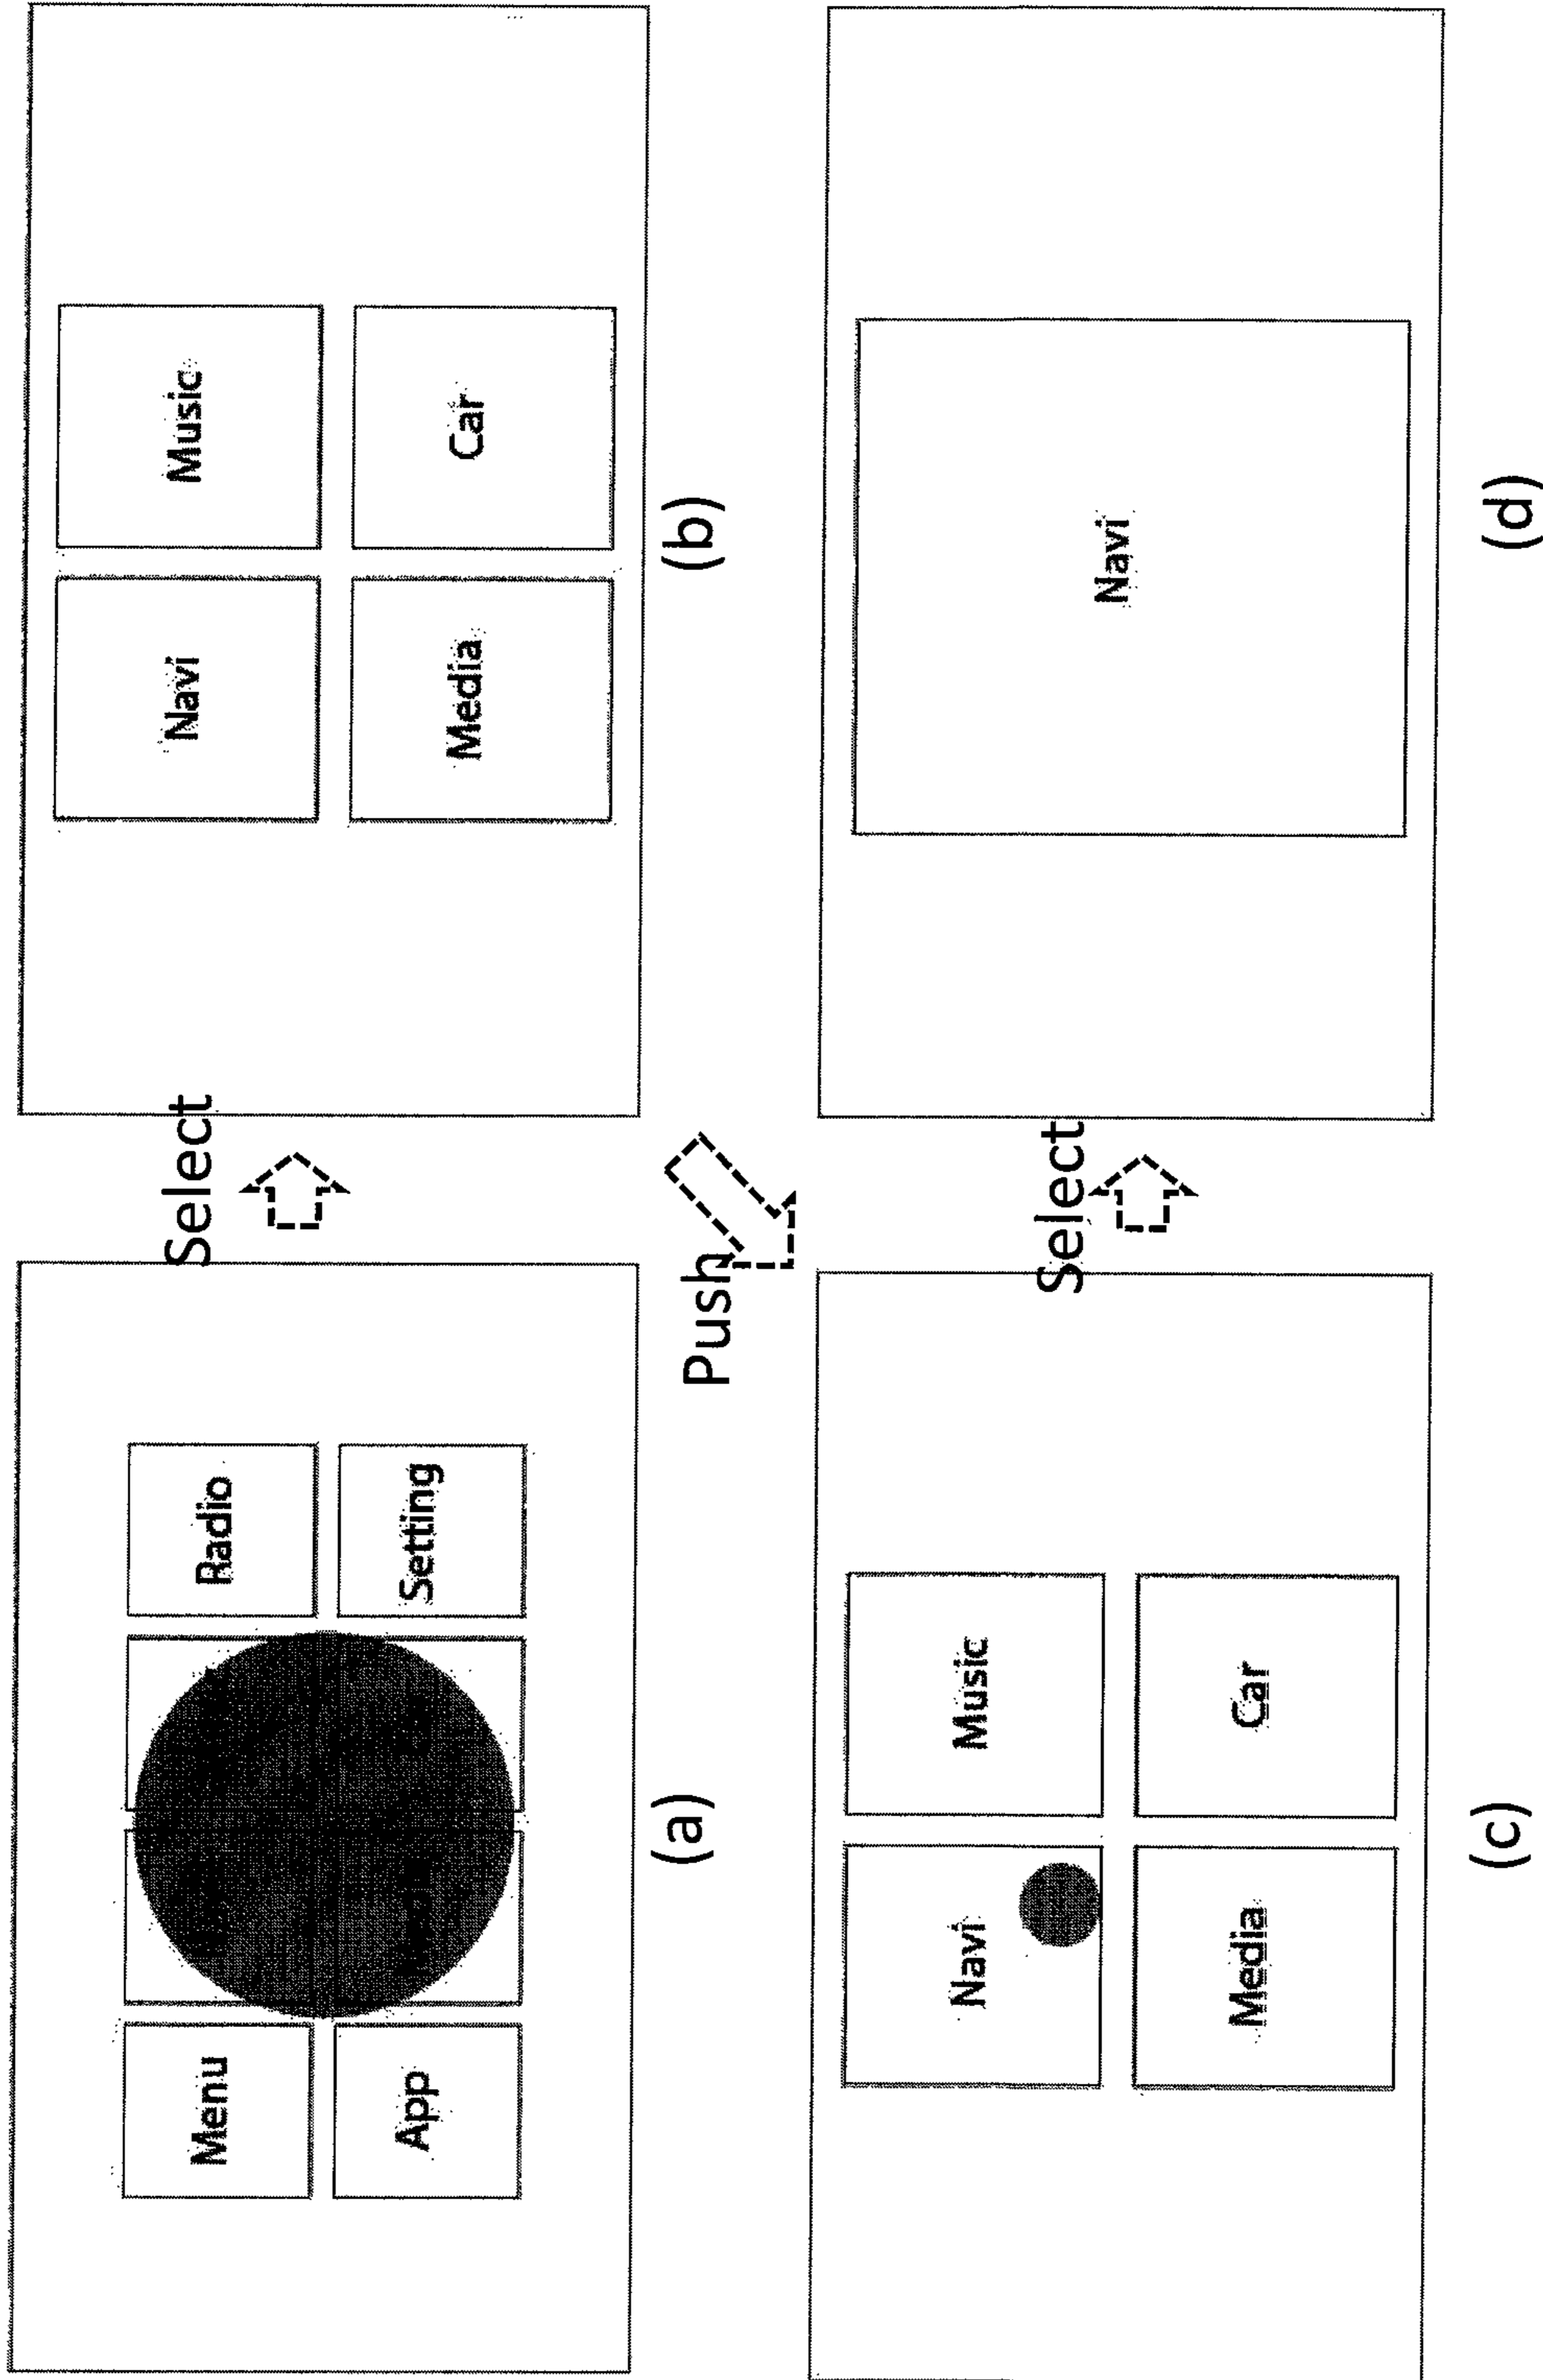 Menu
Radio
App
Setting
(a)
Select
Navi
Music
Media
Car
(b)
Push
Navi
Music
Media
Car
(c)
Select
Navi
(d)